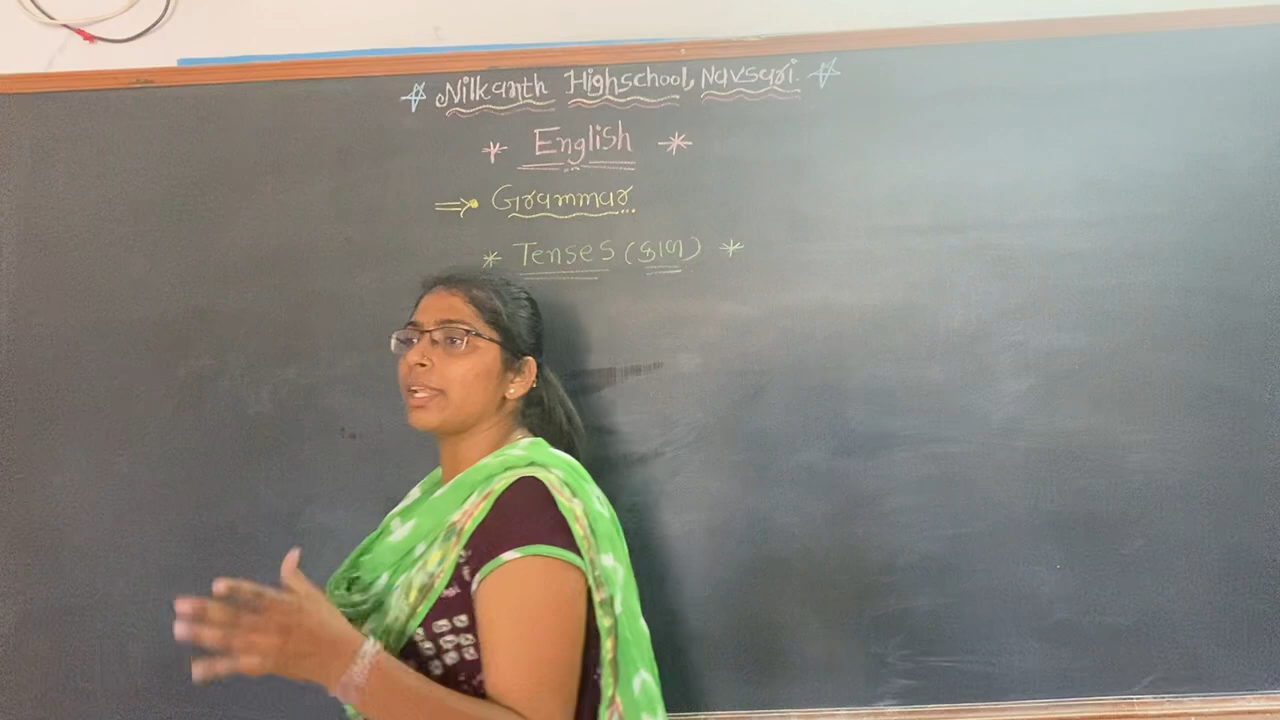 Nilkanth Highschool, Navsari.
English
Grammar...
Tenses (કાળ)